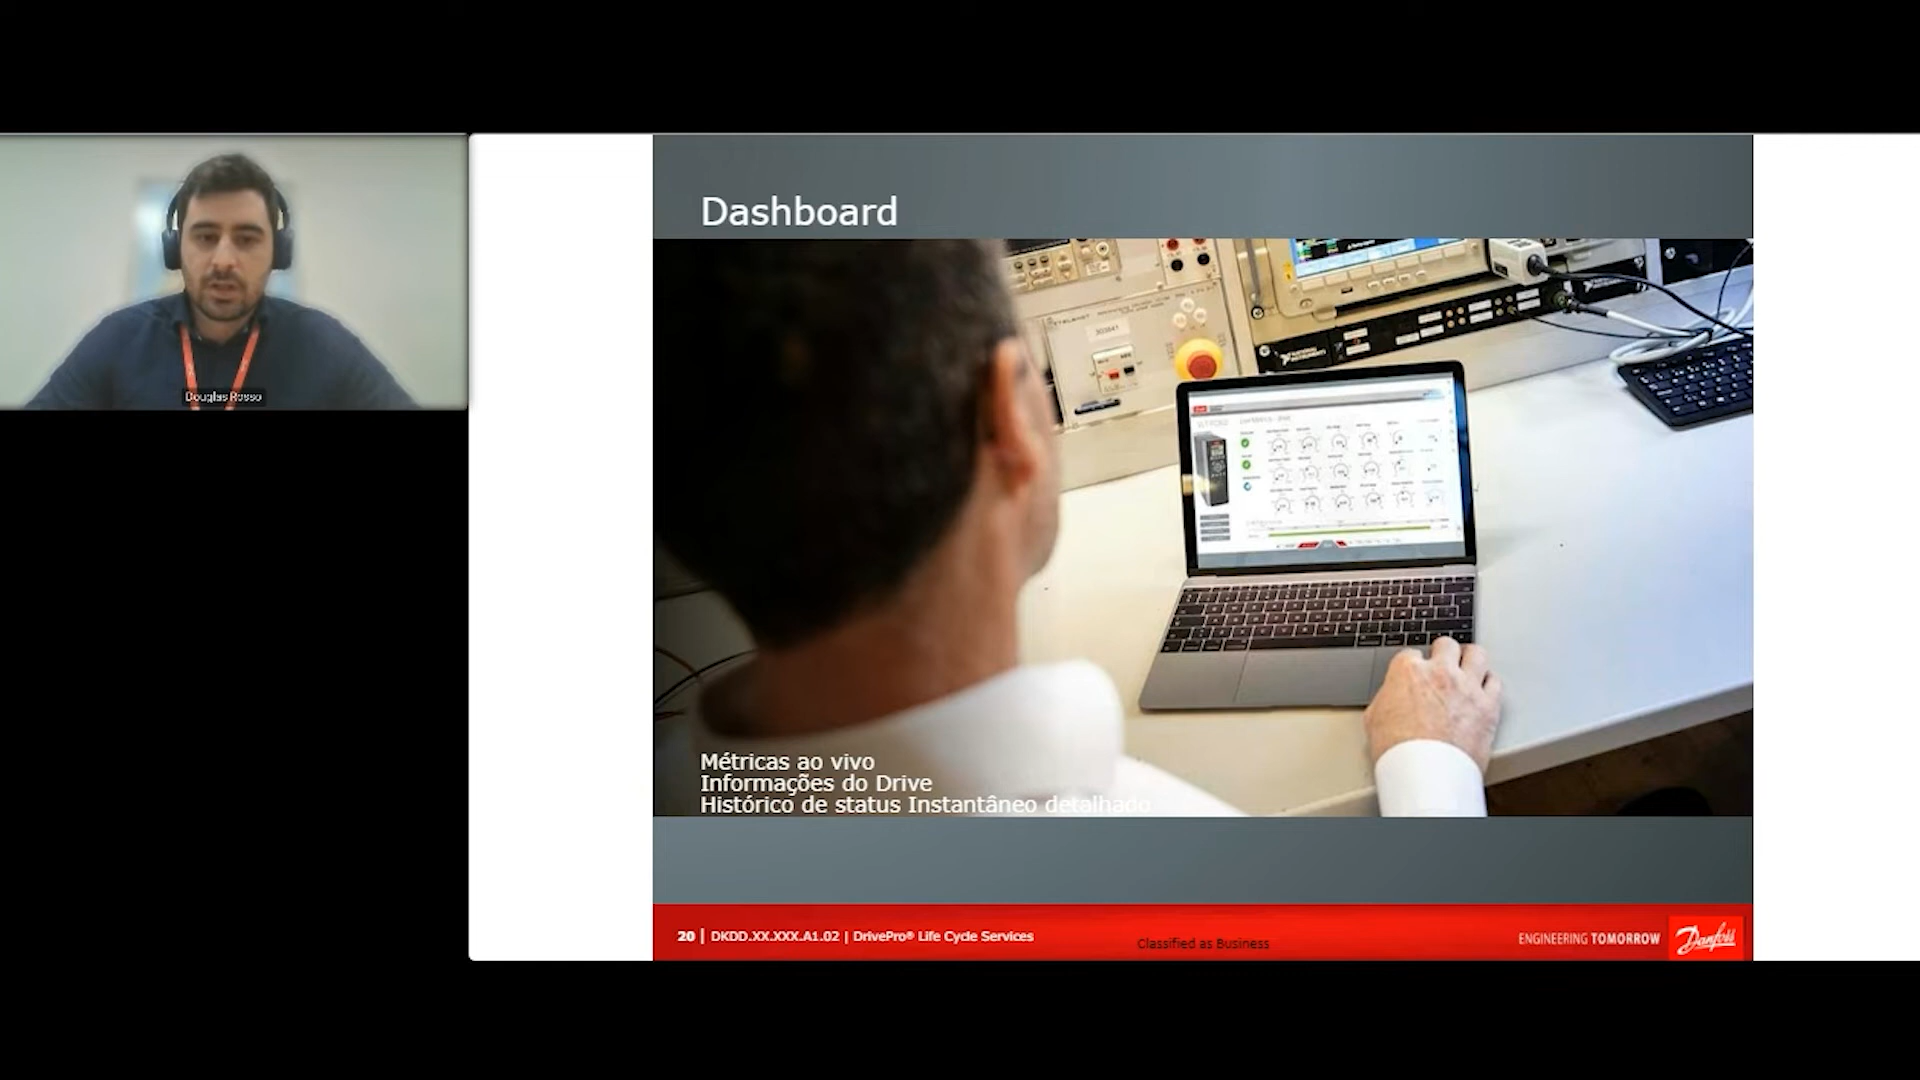 Dashboard
Douglas Rosso
303841
Métricas ao vivo
Informações do Drive
Histórico de status Instantâneo detalhado
20 | DKDD.XX.XXX.A1.02 | DrivePro® Life Cycle Services
Classified as Business
ENGINEERING TOMORROW
Danfoss